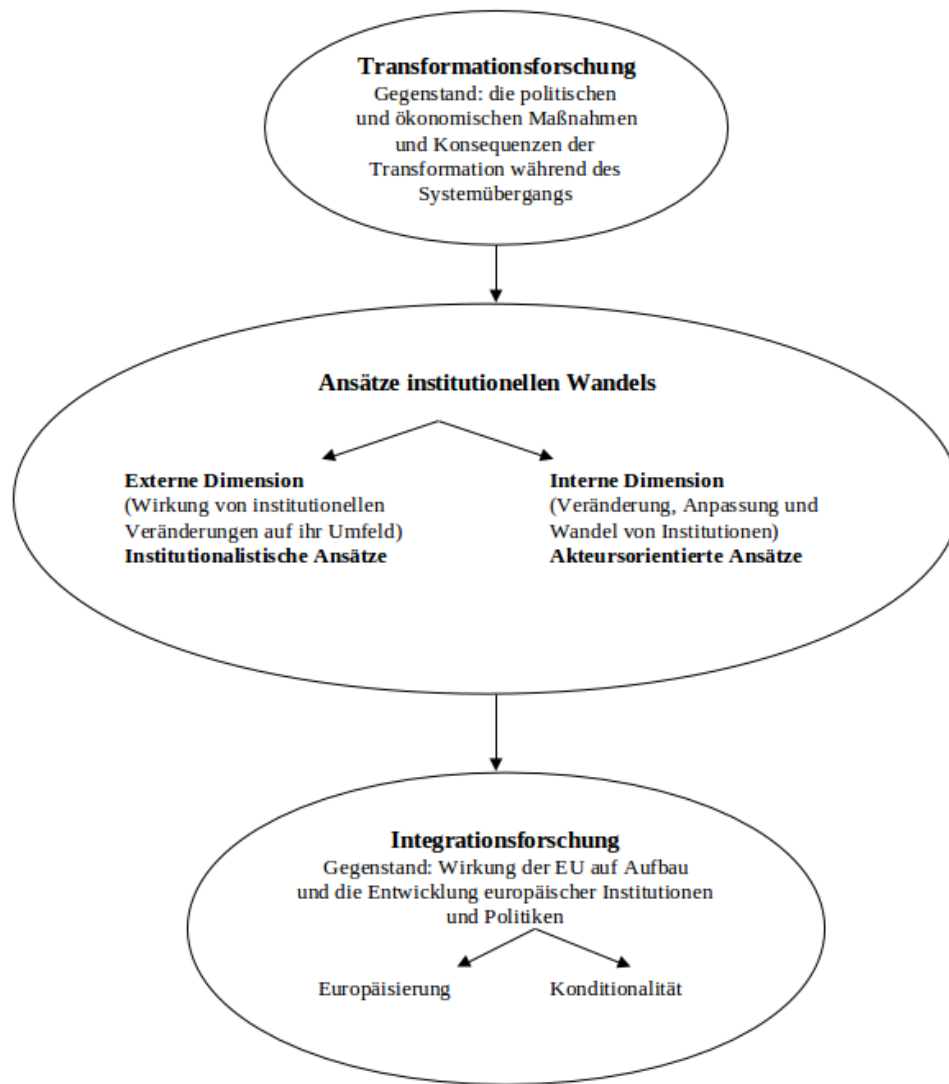 Transformationsforschung
Gegenstand: die politischen
und ökonomischen Maßnahmen
und Konsequenzen der
Transformation während des
Systemübergangs
Ansätze institutionellen Wandels
Externe Dimension
(Wirkung von institutionellen
Veränderungen auf ihr Umfeld)
Institutionalistische Ansätze
Interne Dimension
(Veränderung, Anpassung und
Wandel von Institutionen)
Akteursorientierte Ansätze
Integrationsforschung
Gegenstand: Wirkung der EU auf Aufbau
und die Entwicklung europäischer Institutionen
und Politiken
Europäisierung
Konditionalität